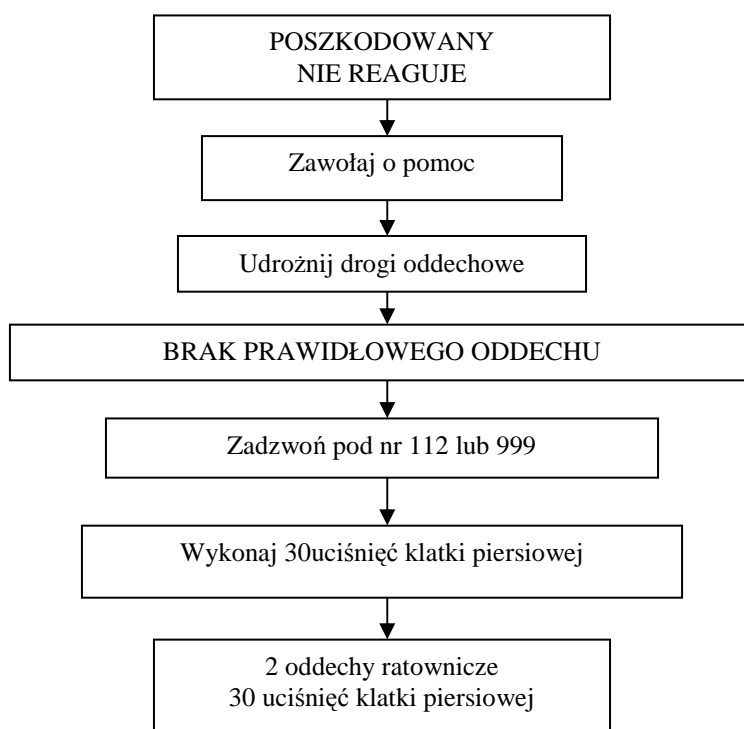 POSZKODOWANY
NIE REAGUJE
Zawołaj o pomoc
Udrożnij drogi oddechowe
BRAK PRAWIDŁOWEGO ODDECHU
Zadzwoń pod nr 112 lub 999
Wykonaj 30uciśnięć klatki piersiowej
2 oddechy ratownicze
30 uciśnięć klatki piersiowej